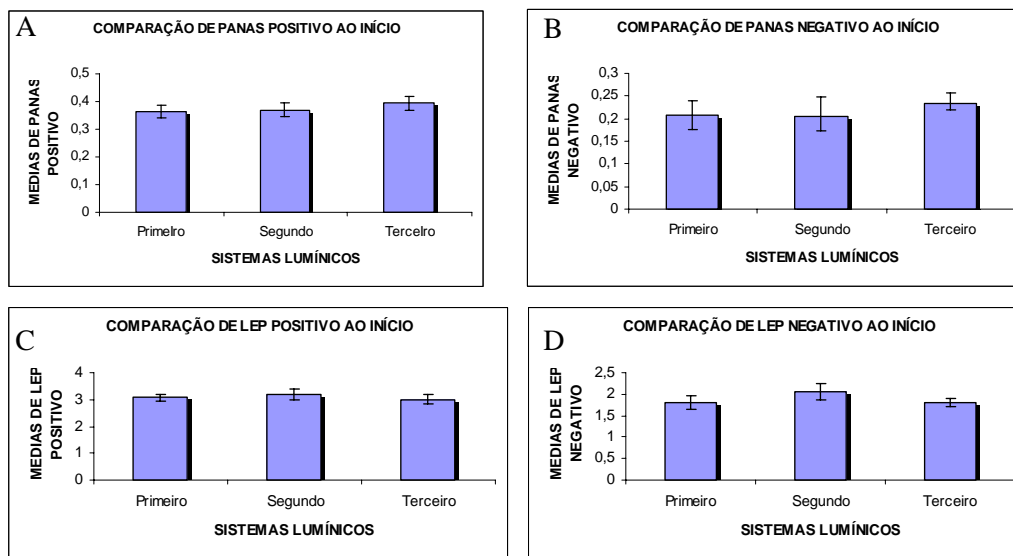 A
COMPARAÇÃO DE PANAS POSITIVO AO INÍCIO
MEDIAS DE PANAS
POSITIVO
0,5
0,4
0,3
0,2
0,1
0
Primeiro
Segundo
Terceiro
SISTEMAS LUMÍNICOS
B
COMPARAÇÃO DE PANAS NEGATIVO AO INÍCIO
MEDIAS DE PANAS
NEGATIVO
0,3
0,25
0,2
0,15
0,1
0,05
0
Primeiro
Segundo
Terceiro
SISTEMAS LUMÍNICOS
C
COMPARAÇÃO DE LEP POSITIVO AO INÍCIO
MEDIAS DE LEP
POSITIVO
4
3
2
1
0
Primeiro
Segundo
Terceiro
SISTEMAS LUMÍNICOS
D
COMPARAÇÃO DE LEP NEGATIVO AO INÍCIO
MEDIAS DE LEP
NEGATIVO
2,5
2
1,5
1
0,5
0
Primeiro
Segundo
Terceiro
SISTEMAS LUMÍNICOS